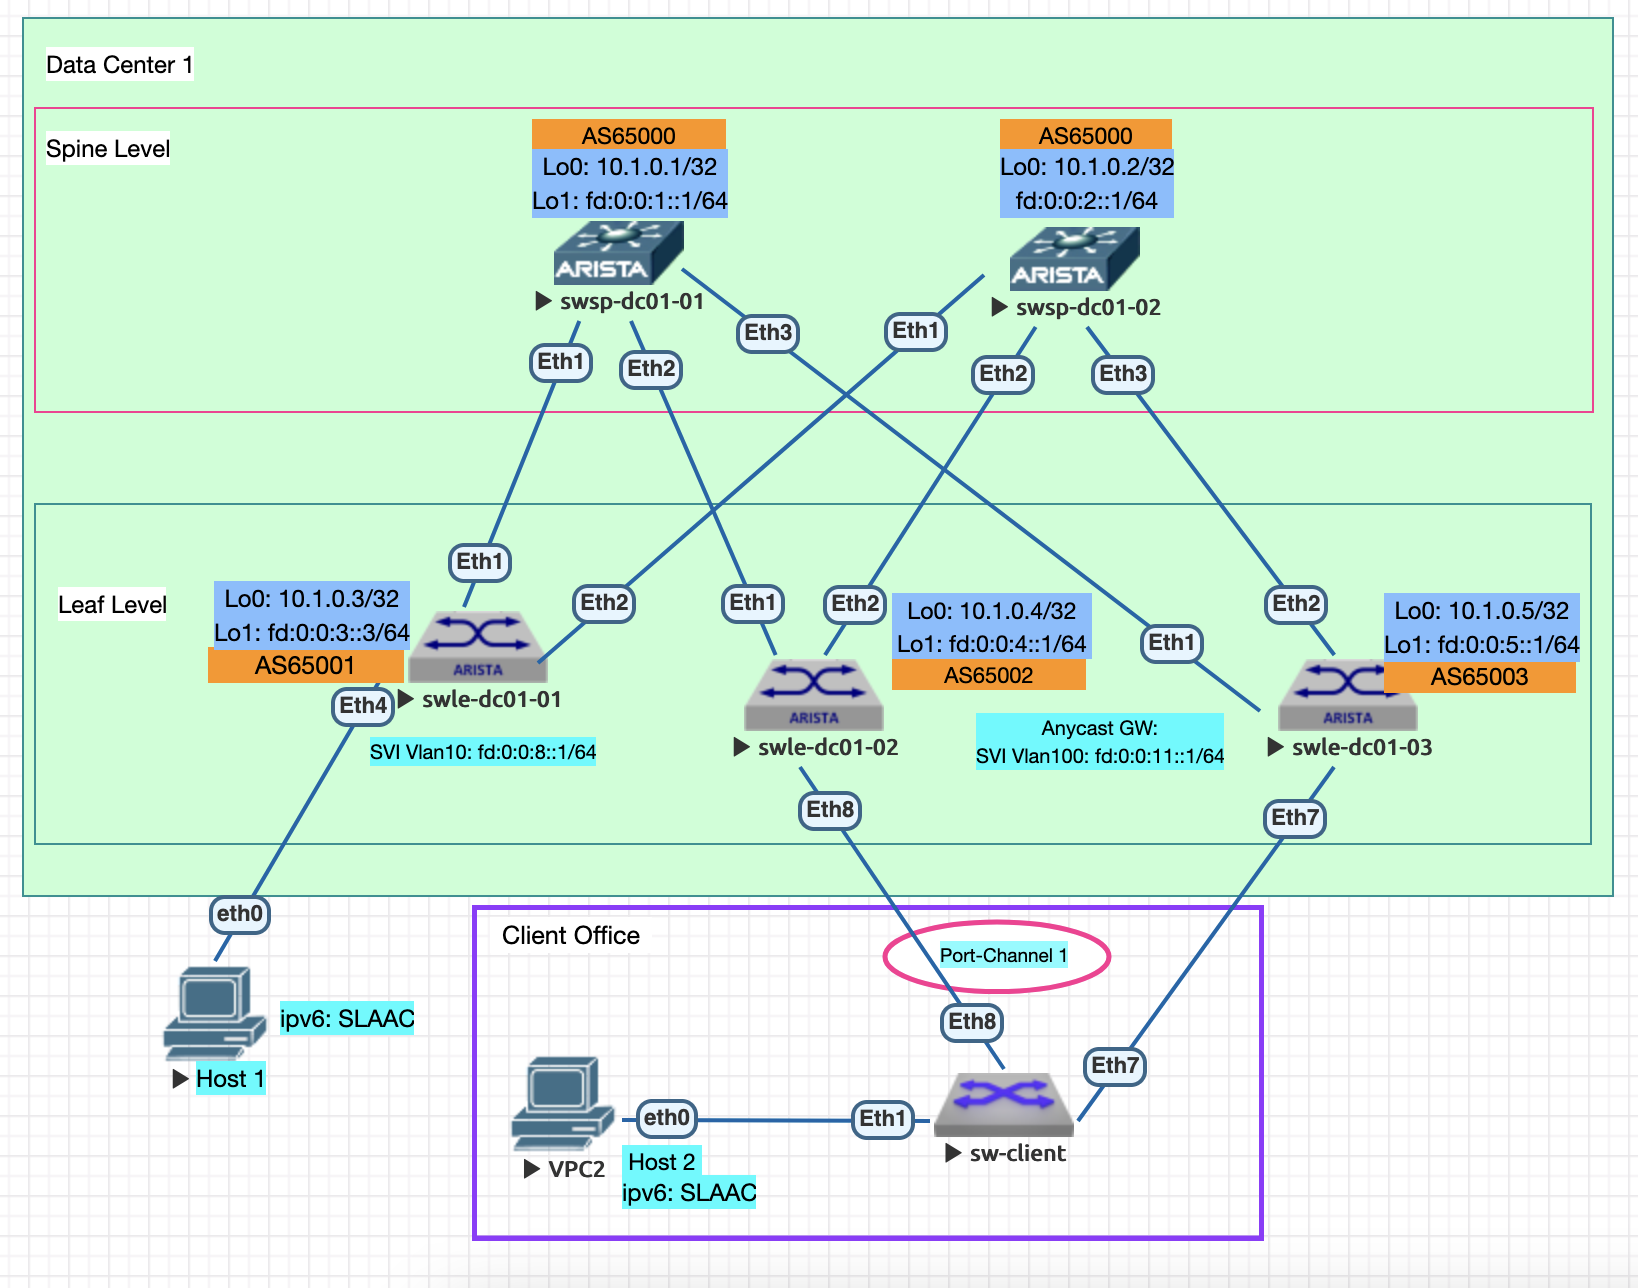 Data Center 1
Spine Level
AS65000
Lo0: 10.1.0.1/32
Lo1: fd:0:0:1::1/64
ARISTA
swsp-dc01-01
AS65000
Lo0: 10.1.0.2/32
fd:0:0:2::1/64
ARISTA
swsp-dc01-02
Eth1
Eth2
Eth3
Eth1
Eth2
Eth3
Leaf Level
Eth1
Eth2
Eth1
Eth2
Eth1
Eth2
Lo0: 10.1.0.3/32
Lo1: fd:0:0:3::3/64
AS65001
ARISTA
swle-dc01-01
Eth4
SVI Vlan10: fd:0:0:8::1/64
Lo0: 10.1.0.4/32
Lo1: fd:0:0:4::1/64
AS65002
ARISTA
swle-dc01-02
Anycast GW:
SVI Vlan100: fd:0:0:11::1/64
Lo0: 10.1.0.5/32
Lo1: fd:0:0:5::1/64
AS65003
ARISTA
swle-dc01-03
Eth8
Eth7
eth0
ipv6: SLAAC
Host 1
Client Office
Port-Channel 1
Eth8
Eth7
eth0
Eth1
sw-client
VPC2
Host 2
ipv6: SLAAC